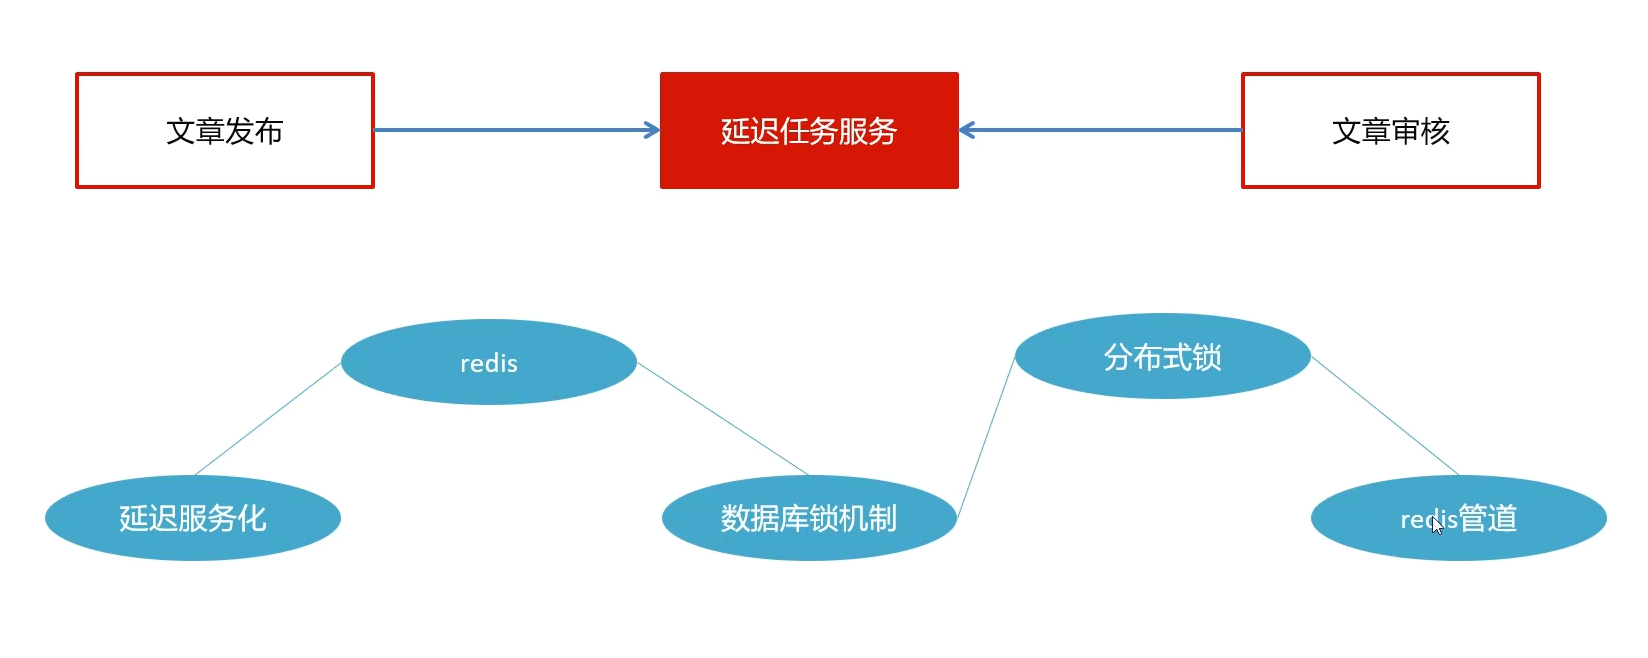 文章发布
延迟任务服务
文章审核
redis
分布式锁
延迟服务化
数据库锁机制
redis管道